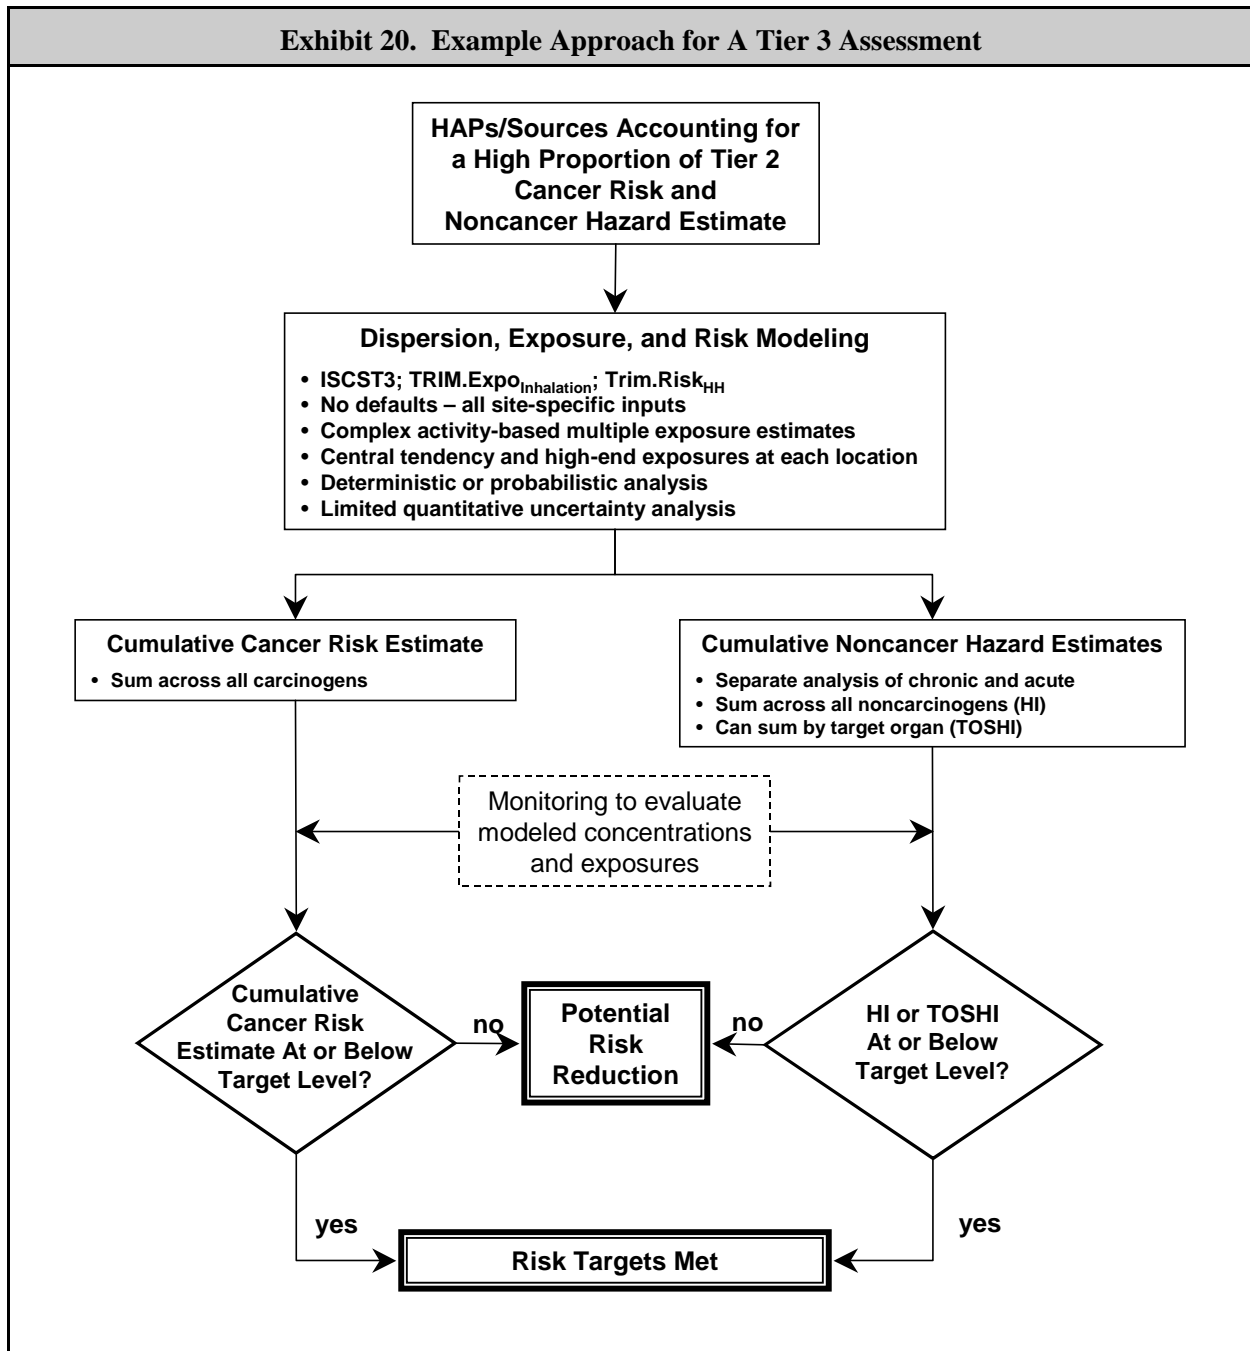 Exhibit 20. Example Approach for A Tier 3 Assessment
HAPs/Sources Accounting for
a High Proportion of Tier 2
Cancer Risk and
Noncancer Hazard Estimate
Dispersion, Exposure, and Risk Modeling
• ISCST3; TRIM.ExpoInhalation; Trim.RiskHH
• No defaults – all site-specific inputs
• Complex activity-based multiple exposure estimates
• Central tendency and high-end exposures at each location
• Deterministic or probabilistic analysis
• Limited quantitative uncertainty analysis
Cumulative Cancer Risk Estimate
• Sum across all carcinogens
Cumulative Noncancer Hazard Estimates
• Separate analysis of chronic and acute
• Sum across all noncarcinogens (HI)
• Can sum by target organ (TOSHI)
Monitoring to evaluate
modeled concentrations
and exposures
Cumulative
Cancer Risk
Estimate At or Below
Target Level?
no
Potential
Risk
Reduction
no
HI or TOSHI
At or Below
Target Level?
yes
yes
Risk Targets Met